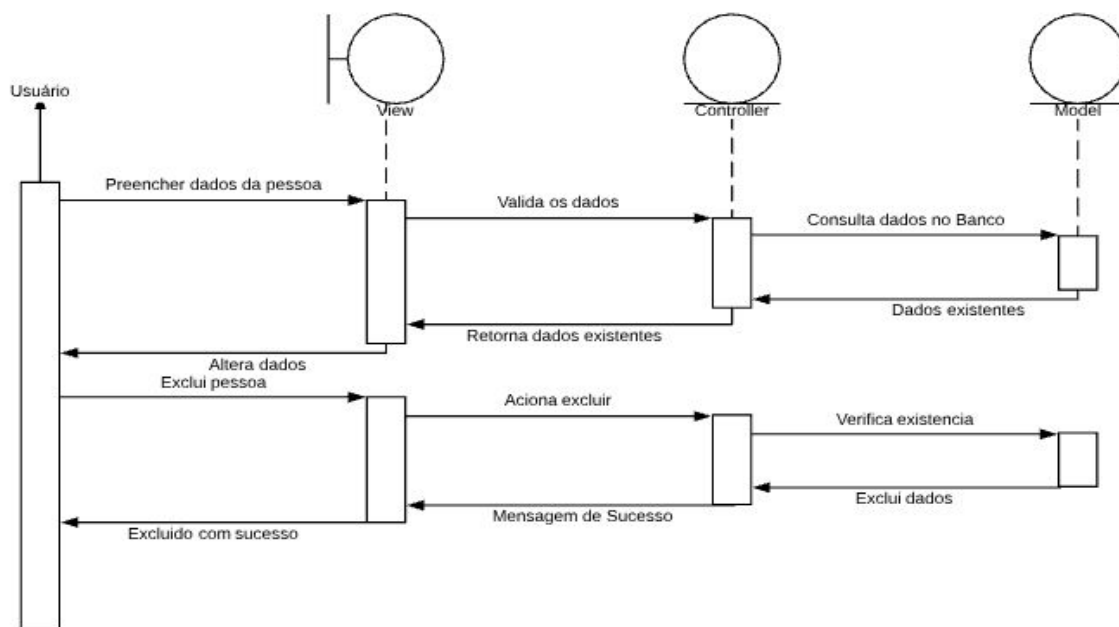 Usuário
View
Controller
Model
Preencher dados da pessoa
Valida os dados
Consulta dados no Banco
Dados existentes
Retorna dados existentes
Altera dados
Exclui pessoa
Aciona excluir
Verifica existencia
Exclui dados
Mensagem de Sucesso
Excluido com sucesso